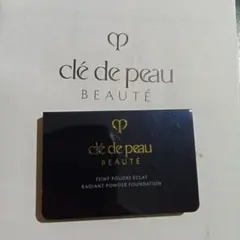 clé de peau
BEAUTÉ
clé de peau
BEAUTÉ
TEINT POUDRE ÉCLAT
RADIANT POWDER FOUNDATION